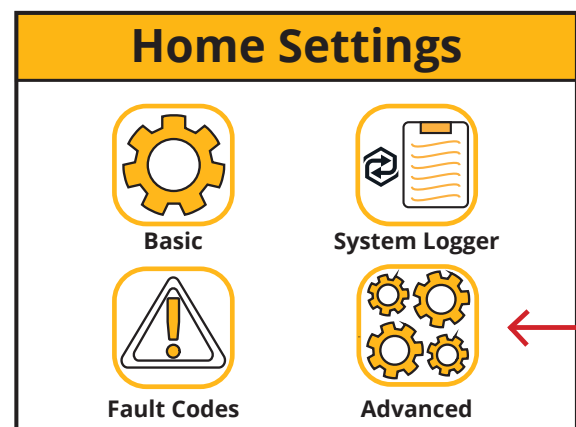 Home Settings
Basic
System Logger
Fault Codes
Advanced